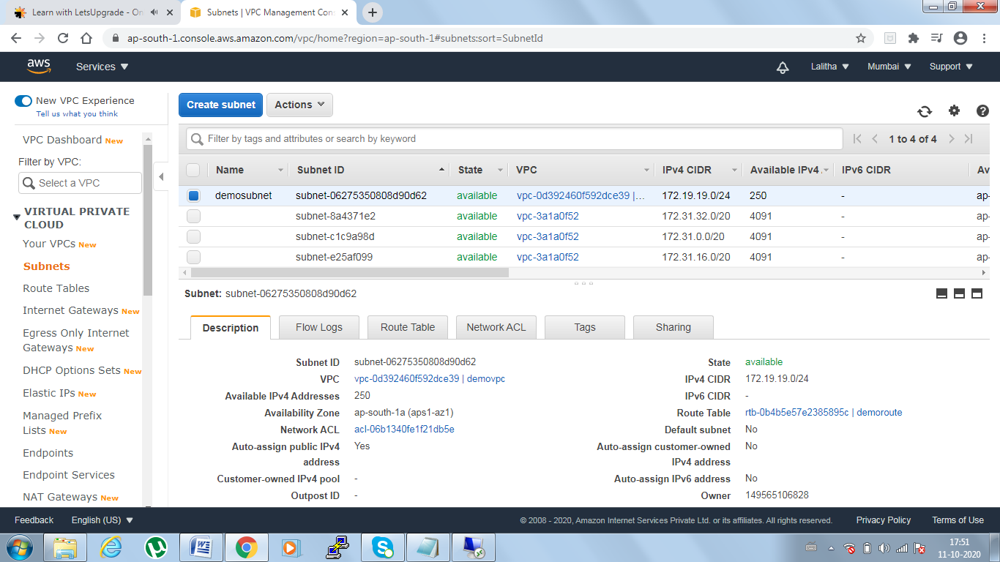 Learn with LetsUpgrade - On
Subnets | VPC Management Con
ap-south-1.console.aws.amazon.com/vpc/home?region=ap-south-1#subnets:sort=SubnetId
aws Services Lalitha Mumbai Support
New VPC Experience
Tell us what you think
VPC Dashboard New
Filter by VPC:
Select a VPC
VIRTUAL PRIVATE
CLOUD
Your VPCs New
Subnets
Route Tables
Internet Gateways New
Egress Only Internet
Gateways New
DHCP Options Sets New
Elastic IPs New
Managed Prefix
Lists New
Endpoints
Endpoint Services
NAT Gateways New
Create subnet Actions
Filter by tags and attributes or search by keyword 1 to 4 of 4
Name Subnet ID State VPC IPv4 CIDR Available IPv4 IPv6 CIDR Av
demosubnet subnet-06275350808d90d62 available vpc-0d392460f592dce39 |… 172.19.19.0/24 250 - ap-
subnet-8a4371e2 available vpc-3a1a0f52 172.31.32.0/20 4091 - ap-
subnet-c1c9a98d available vpc-3a1a0f52 172.31.0.0/20 4091 - ap-
subnet-e25af099 available vpc-3a1a0f52 172.31.16.0/20 4091 - ap-
Subnet: subnet-06275350808d90d62
Description Flow Logs Route Table Network ACL Tags Sharing
Subnet ID subnet-06275350808d90d62 State available
VPC vpc-0d392460f592dce39 | demovpc IPv4 CIDR 172.19.19.0/24
Available IPv4 Addresses 250 IPv6 CIDR -
Availability Zone ap-south-1a (aps1-az1) Route Table rtb-0b4b5e57e2385895c | demoroute
Network ACL acl-06b1340fe1f21db5e Default subnet No
Auto-assign public IPv4 address Yes Auto-assign customer-owned IPv4 address No
Customer-owned IPv4 pool - Auto-assign IPv6 address No
Outpost ID - Owner 149565106828
Feedback English (US) © 2008 - 2020, Amazon Internet Services Private Ltd. or its affiliates. All rights reserved. Privacy Policy Terms of Use
17:51
11-10-2020